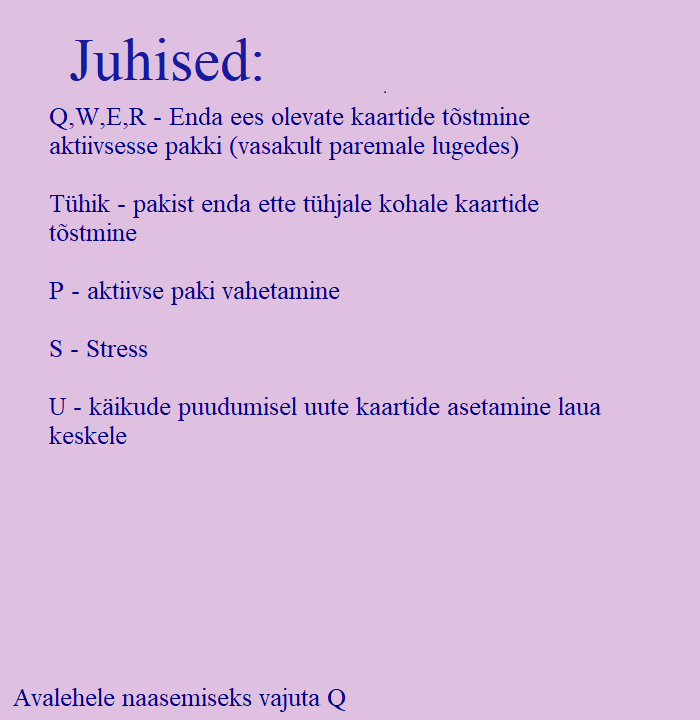 Juhised:
Q,W,E,R - Enda ees olevate kaartide tõstmine
aktiivsesse pakki (vasakult paremale lugedes)
Tühik - pakist enda ette tühjale kohale kaartide
tõstmine
P - aktiivse paki vahetamine
S - Stress
U - käikude puudumisel uute kaartide asetamine laua
keskele
Avalehele naasemiseks vajuta Q